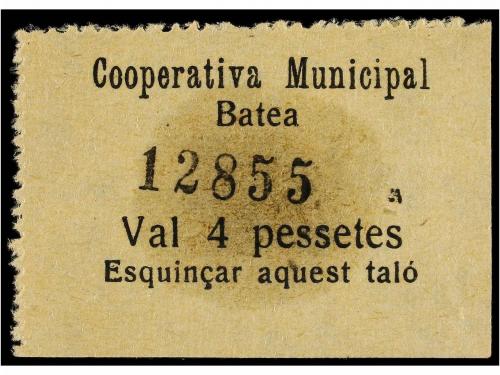 Cooperativa Municipal
Batea
12855 A
Val 4 pessetes
Esquinçar aquest taló